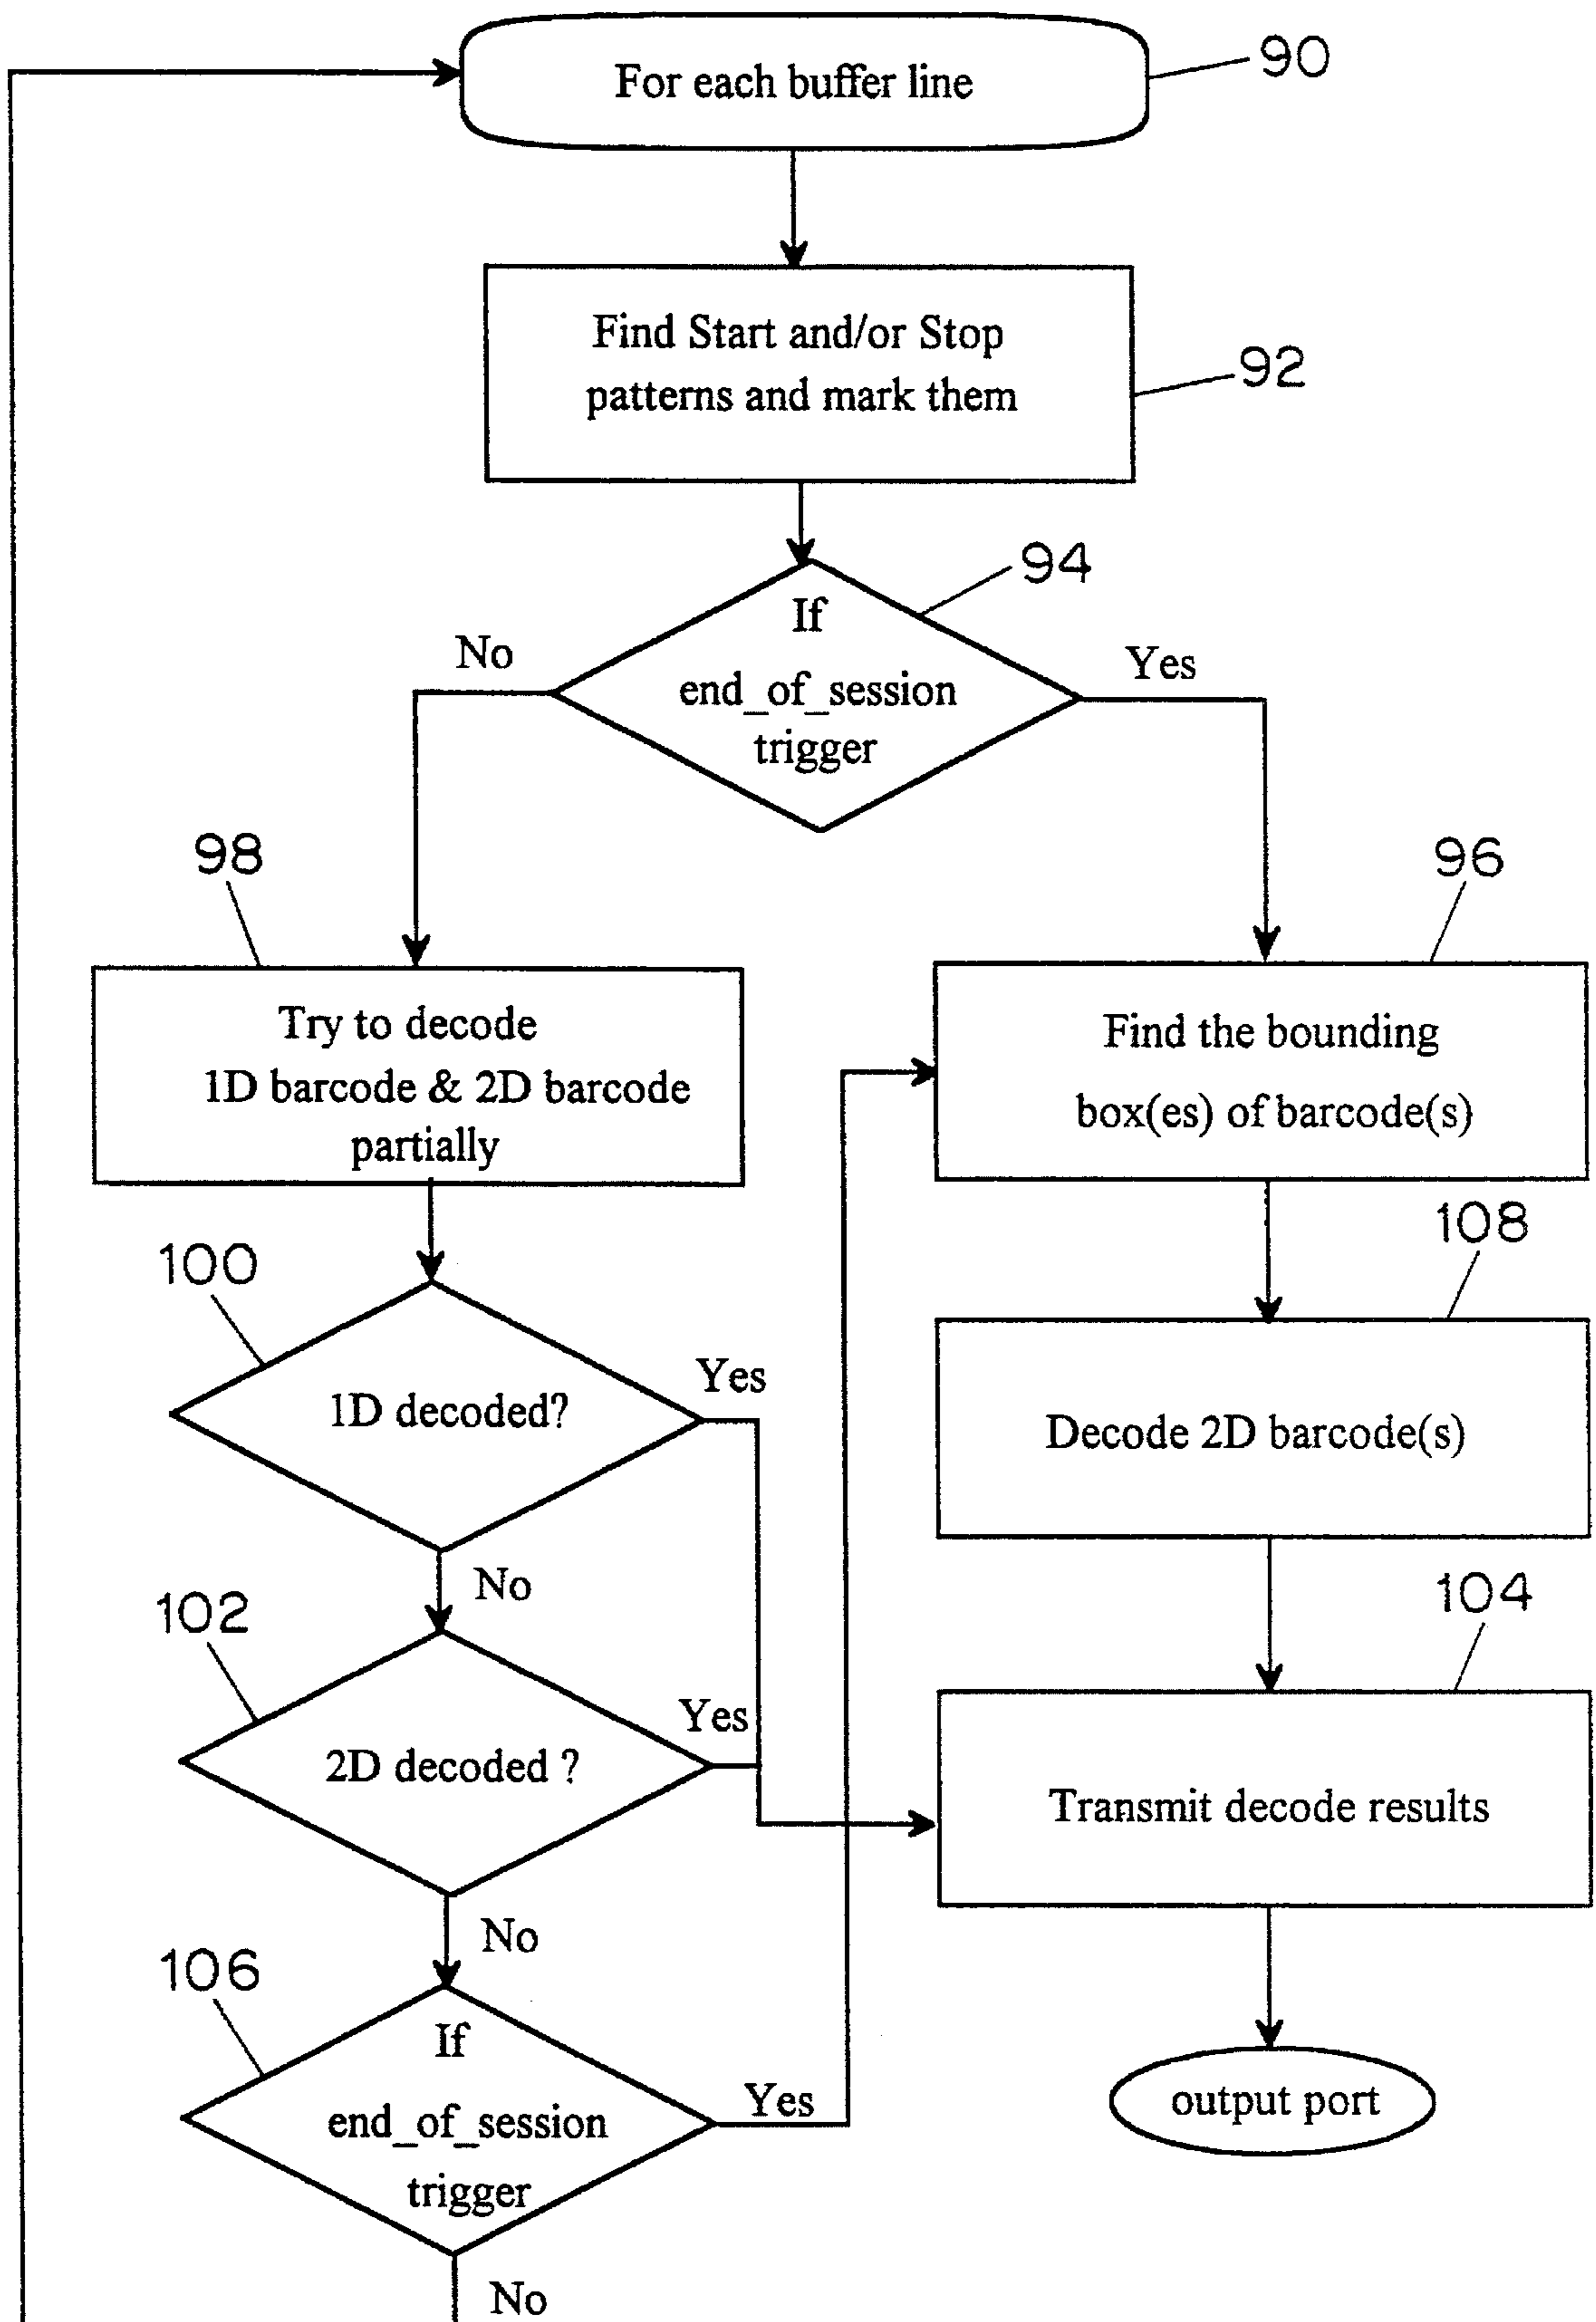 For each buffer line
90
Find Start and/or Stop
patterns and mark them
92
94
If
end_of_session
trigger
No
Yes
98
96
Try to decode
1D barcode & 2D barcode
partially
Find the bounding
box(es) of barcode(s)
100
108
1D decoded?
Yes
Decode 2D barcode(s)
No
102
104
2D decoded ?
Yes
Transmit decode results
No
106
If
end_of_session
trigger
Yes
output port
No